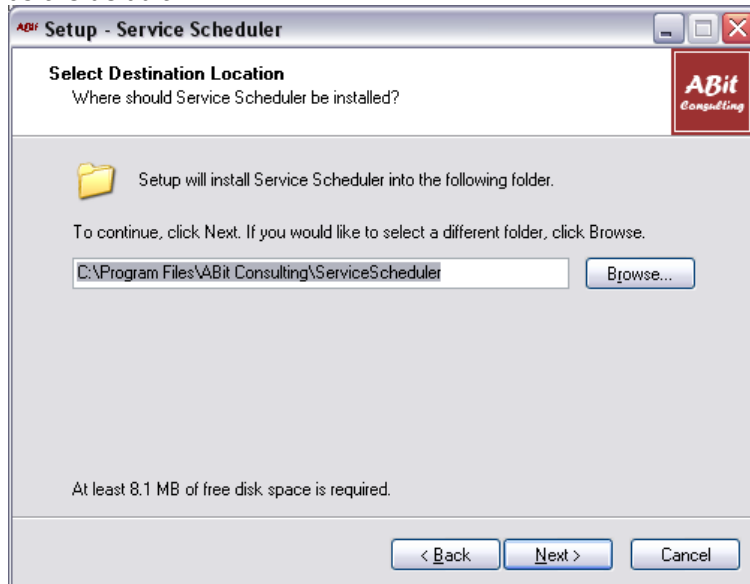 ABit Setup - Service Scheduler
Select Destination Location
Where should Service Scheduler be installed?
ABit
Consulting
Setup will install Service Scheduler into the following folder.
To continue, click Next. If you would like to select a different folder, click Browse.
C:\Program Files\ABit Consulting\ServiceScheduler
Browse...
At least 8.1 MB of free disk space is required.
< Back
Next >
Cancel